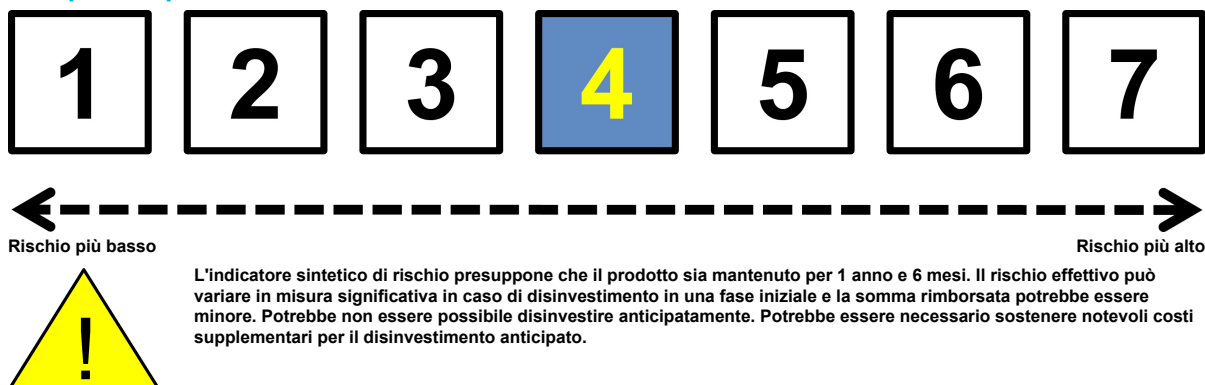 1 2 3 4 5 6 7
Rischio più basso Rischio più alto
L'indicatore sintetico di rischio presuppone che il prodotto sia mantenuto per 1 anno e 6 mesi. Il rischio effettivo può
variare in misura significativa in caso di disinvestimento in una fase iniziale e la somma rimborsata potrebbe essere
minore. Potrebbe non essere possibile disinvestire anticipatamente. Potrebbe essere necessario sostenere notevoli costi
supplementari per il disinvestimento anticipato.
!